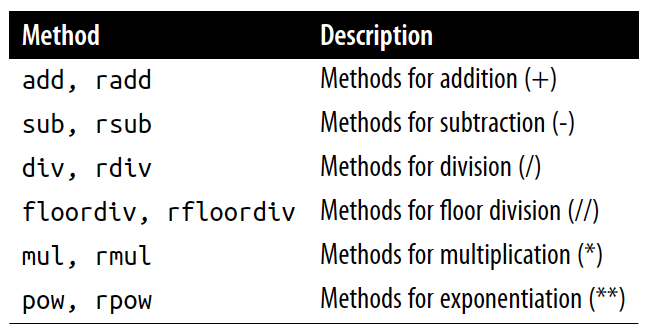 Method Description
add, radd Methods for addition (+)
sub, rsub Methods for subtraction (-)
div, rdiv Methods for division (/)
floordiv, rfloordiv Methods for floor division (//)
mul, rmul Methods for multiplication (*)
pow, rpow Methods for exponentiation (**)